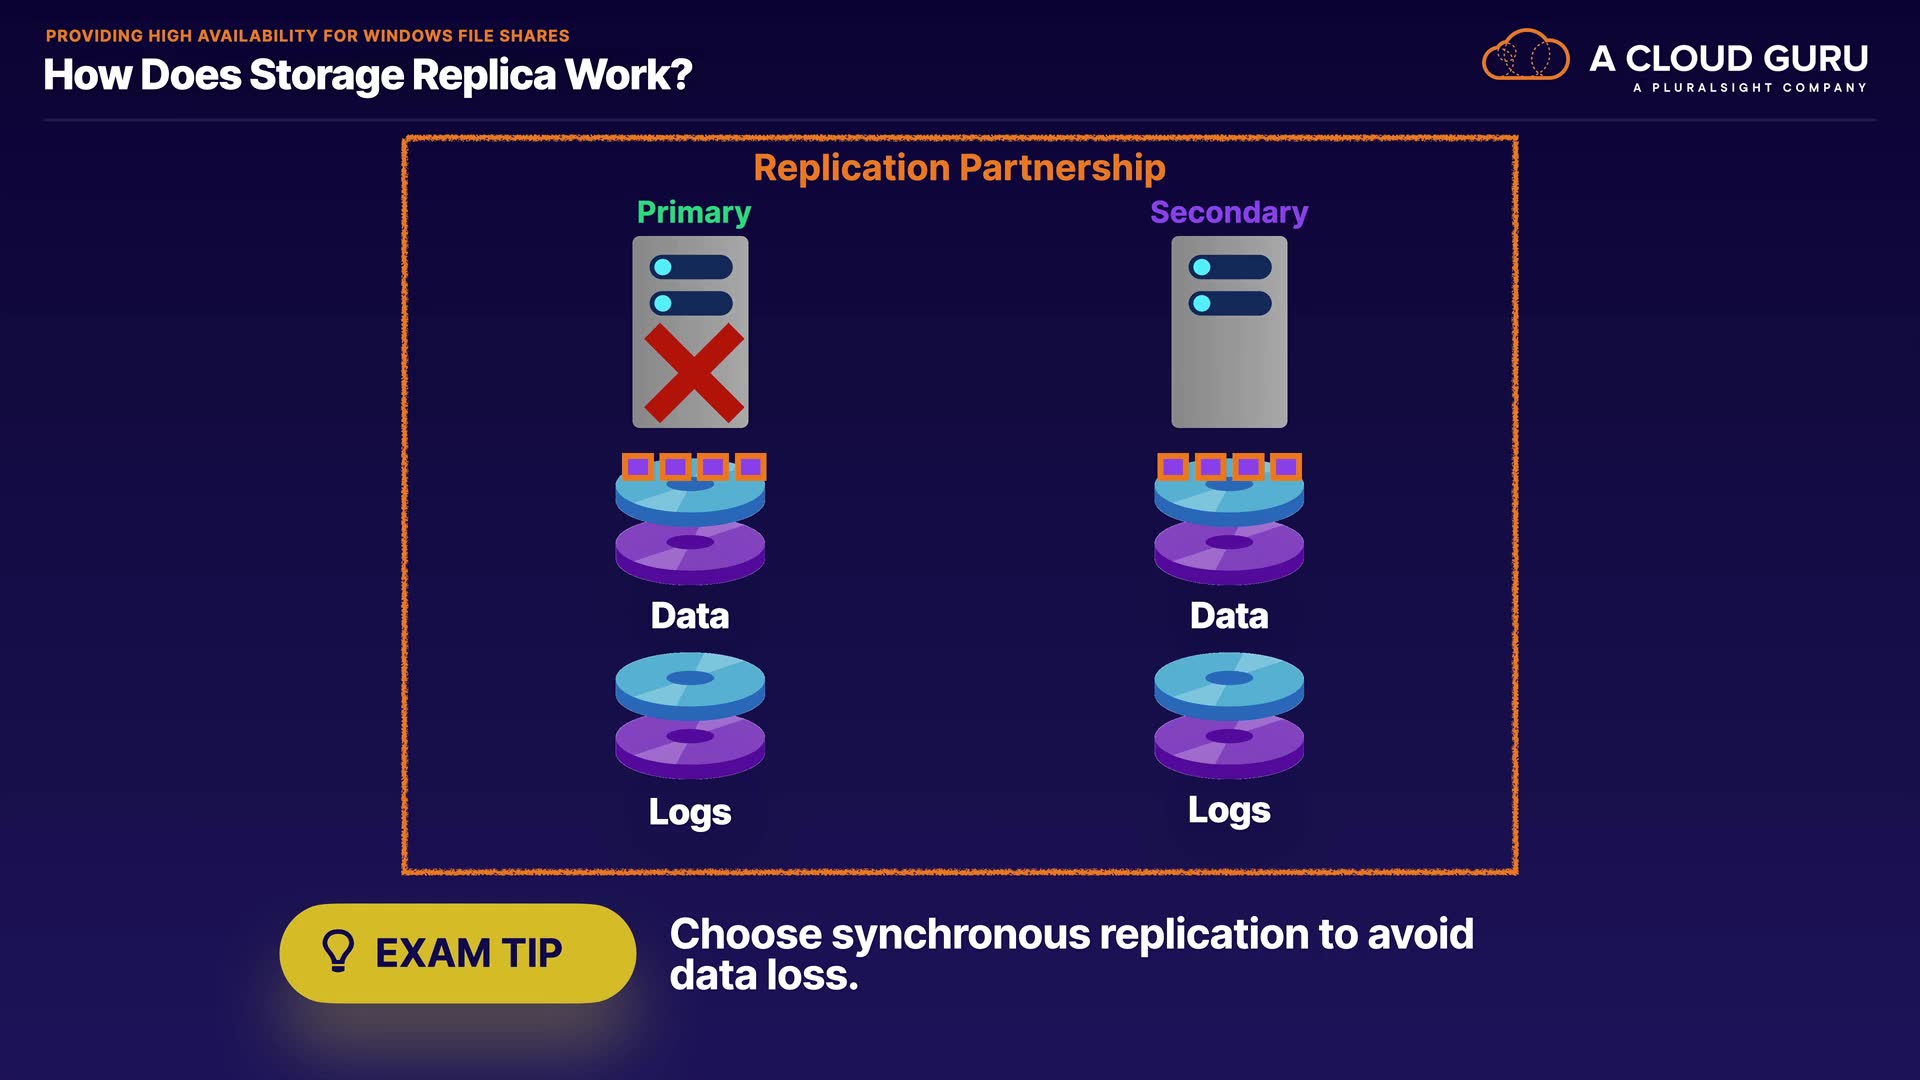 PROVIDING HIGH AVAILABILITY FOR WINDOWS FILE SHARES
How Does Storage Replica Work?
A CLOUD GURU
A PLURALSIGHT COMPANY
Replication Partnership
Primary
Secondary
Data
Data
Logs
Logs
EXAM TIP
Choose synchronous replication to avoid
data loss.